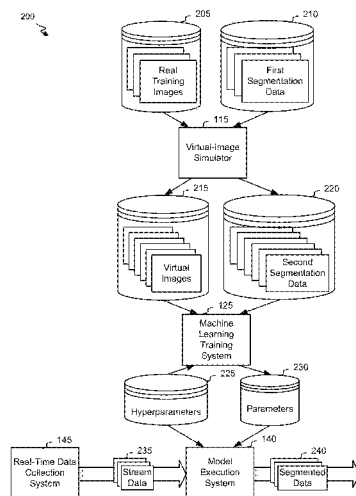 200
205
210
Real
Training
Images
First
Segmentation
Data
115
Virtual-Image
Simulator
215
220
Virtual
Images
Second
Segmentation
Data
125
Machine
Learning
Training
System
225
230
Hyperparameters
Parameters
145
235
140
240
Real-Time Data
Collection
System
Stream
Data
Model
Execution
System
Segmented
Data